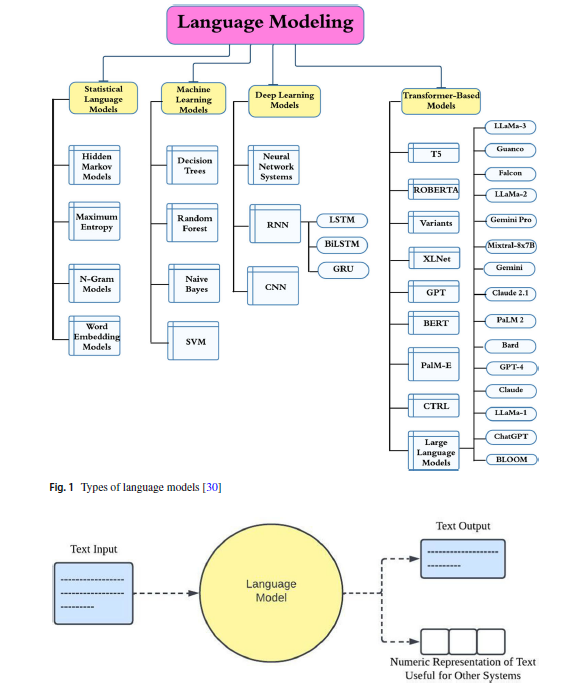 Language Modeling
Statistical
Language
Models
Hidden
Markov
Models
Maximum
Entropy
N-Gram
Models
Word
Embedding
Models
Machine
Learning
Models
Decision
Trees
Random
Forest
Naive
Bayes
SVM
Deep Learning
Models
Neural
Network
Systems
RNN
LSTM
BiLSTM
GRU
CNN
Transformer-Based
Models
T5
ROBERTA
Variants
XLNet
GPT
BERT
PalM-E
CTRL
Large
Language
Models
LLaMa-3
Guanco
Falcon
LLaMa-2
Gemini Pro
Mixtral-8x7B
Gemini
Claude 2.1
PaLM 2
Bard
GPT-4
Claude
LLaMa-1
ChatGPT
BLOOM
Fig. 1 Types of language models [30]
Text Input
Language
Model
Text Output
Numeric Representation of Text
Useful for Other Systems